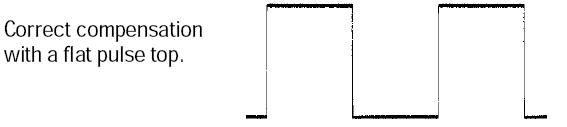 Correct compensation
with a flat pulse top.